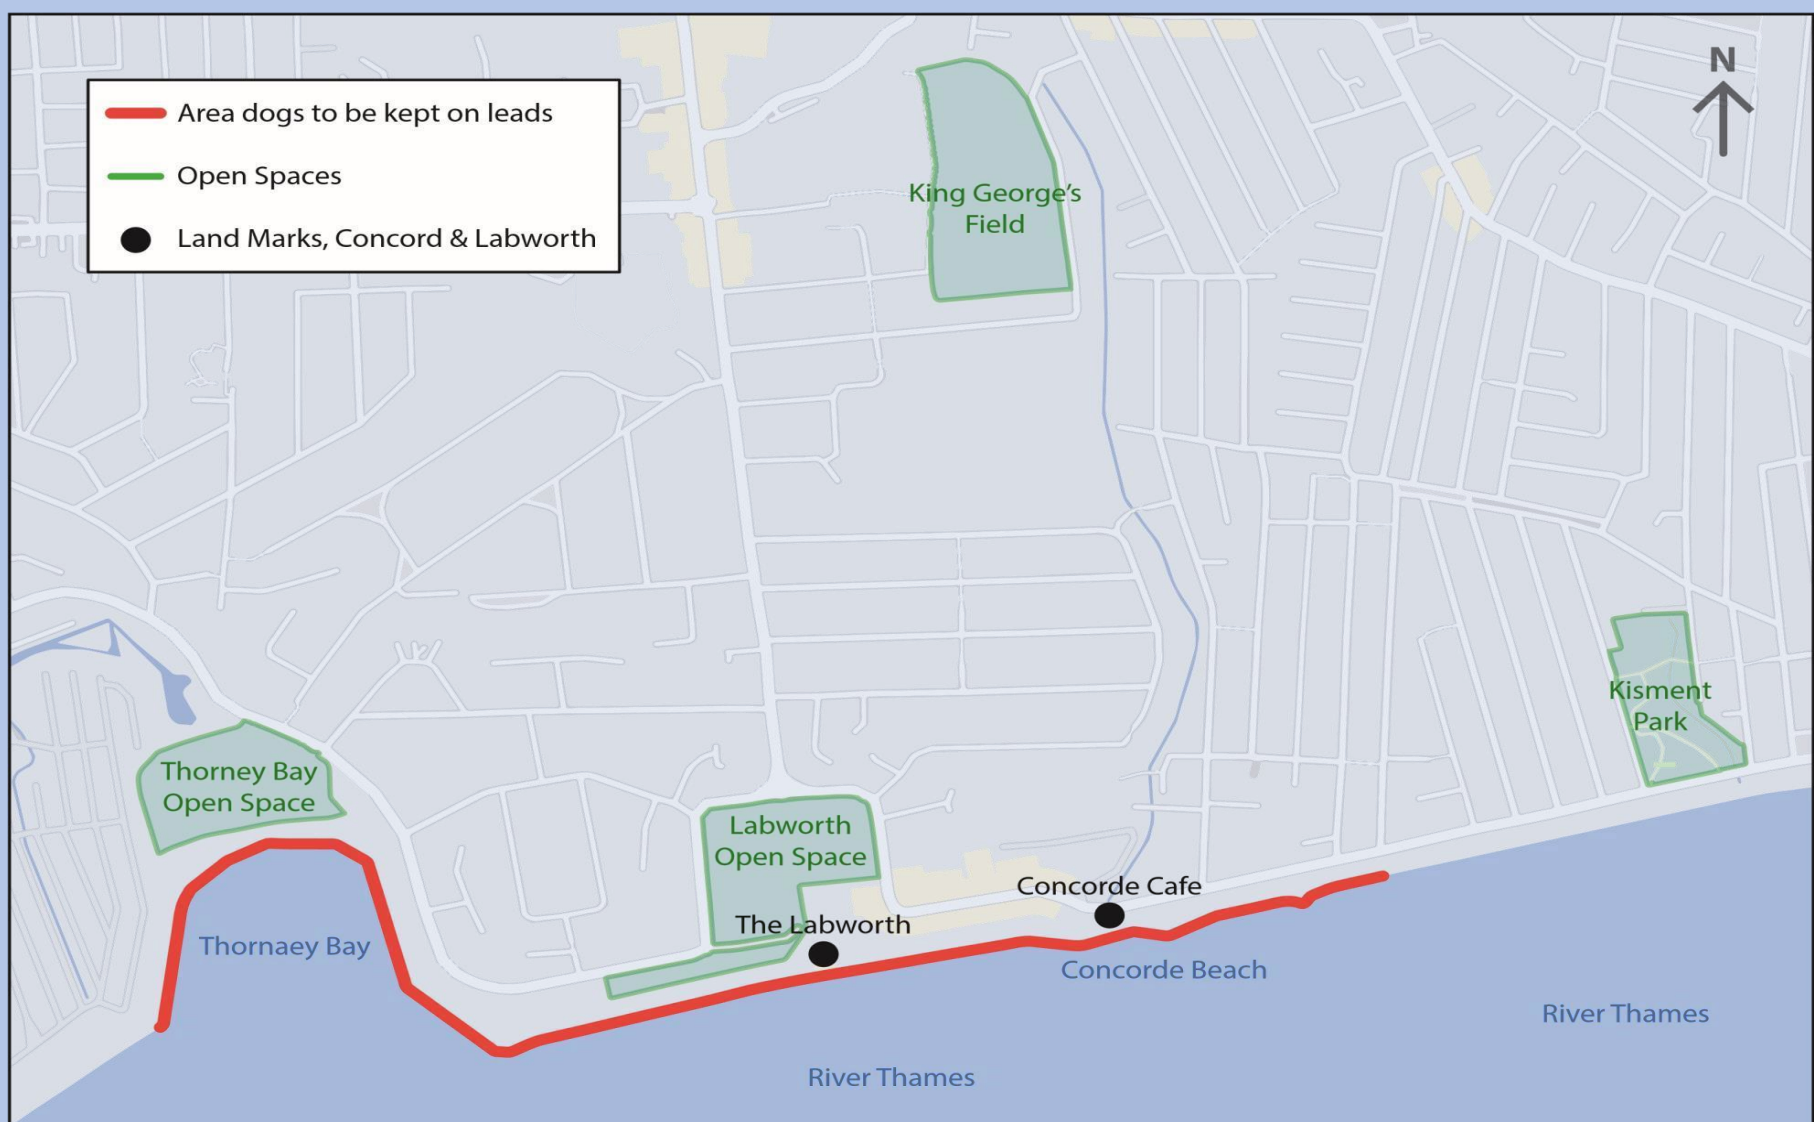 N
Area dogs to be kept on leads
Open Spaces
Land Marks, Concord & Labworth
King George's
Field
Kisment
Park
Thorney Bay
Open Space
Labworth
Open Space
Concorde Cafe
The Labworth
Thornaey Bay
Concorde Beach
River Thames
River Thames